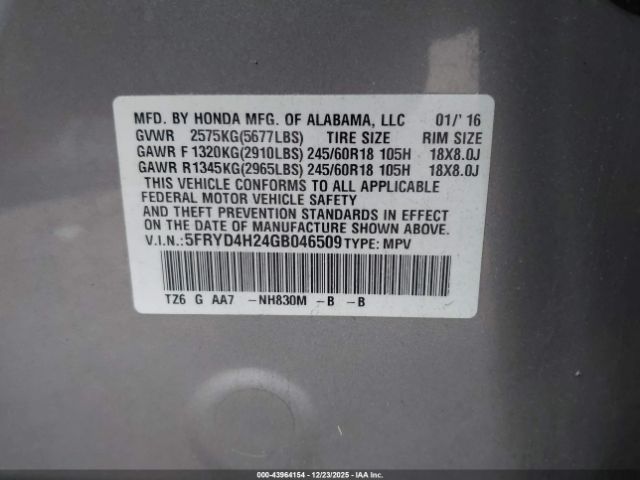 MFD. BY HONDA MFG. OF ALABAMA, LLC 01/' 16
GVWR 2575KG(5677LBS) TIRE SIZE RIM SIZE
GAWR F 1320KG(2910LBS) 245/60R18 105H 18X8.0J
GAWR R1345KG(2965LBS) 245/60R18 105H 18X8.0J
THIS VEHICLE CONFORMS TO ALL APPLICABLE
FEDERAL MOTOR VEHICLE SAFETY
AND THEFT PREVENTION STANDARDS IN EFFECT
ON THE DATE OF MANUFACTURE SHOWN ABOVE.
V.I.N.: 5FRYD4H24GB046509 TYPE: MPV
TZ6 G AA7 -NH830M -B -B
000-43964154 - 12/23/2025 - IAA